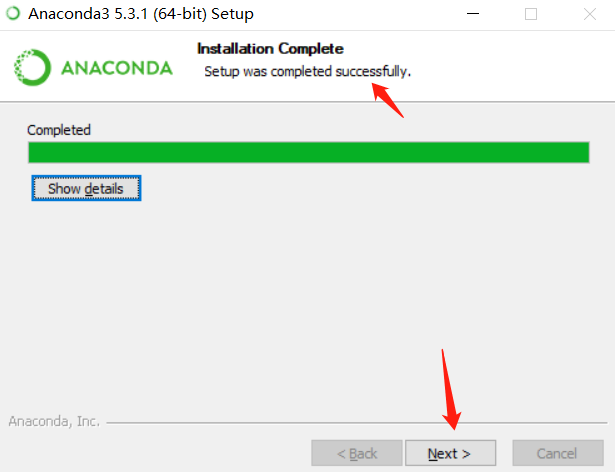 Anaconda3 5.3.1 (64-bit) Setup
ANACONDA
Installation Complete
Setup was completed successfully.
Completed
Show details
Anaconda, Inc.
< Back
Next >
Cancel